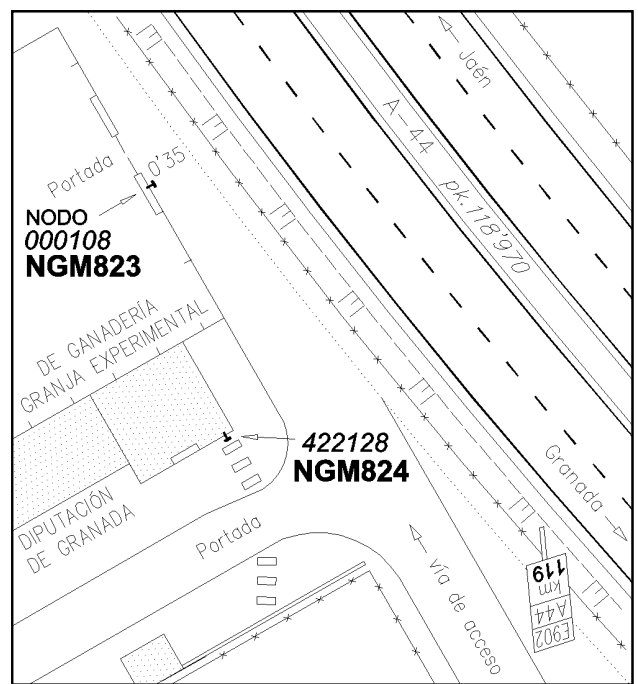 Jaén
A-44 pk.118'970
Portada
0'35
NODO
000108
NGM823
DE GANADERÍA
GRANJA EXPERIMENTAL
422128
NGM824
Granada
DIPUTACIÓN
DE GRANADA
Portada
vía de acceso
119
km
A44
E902